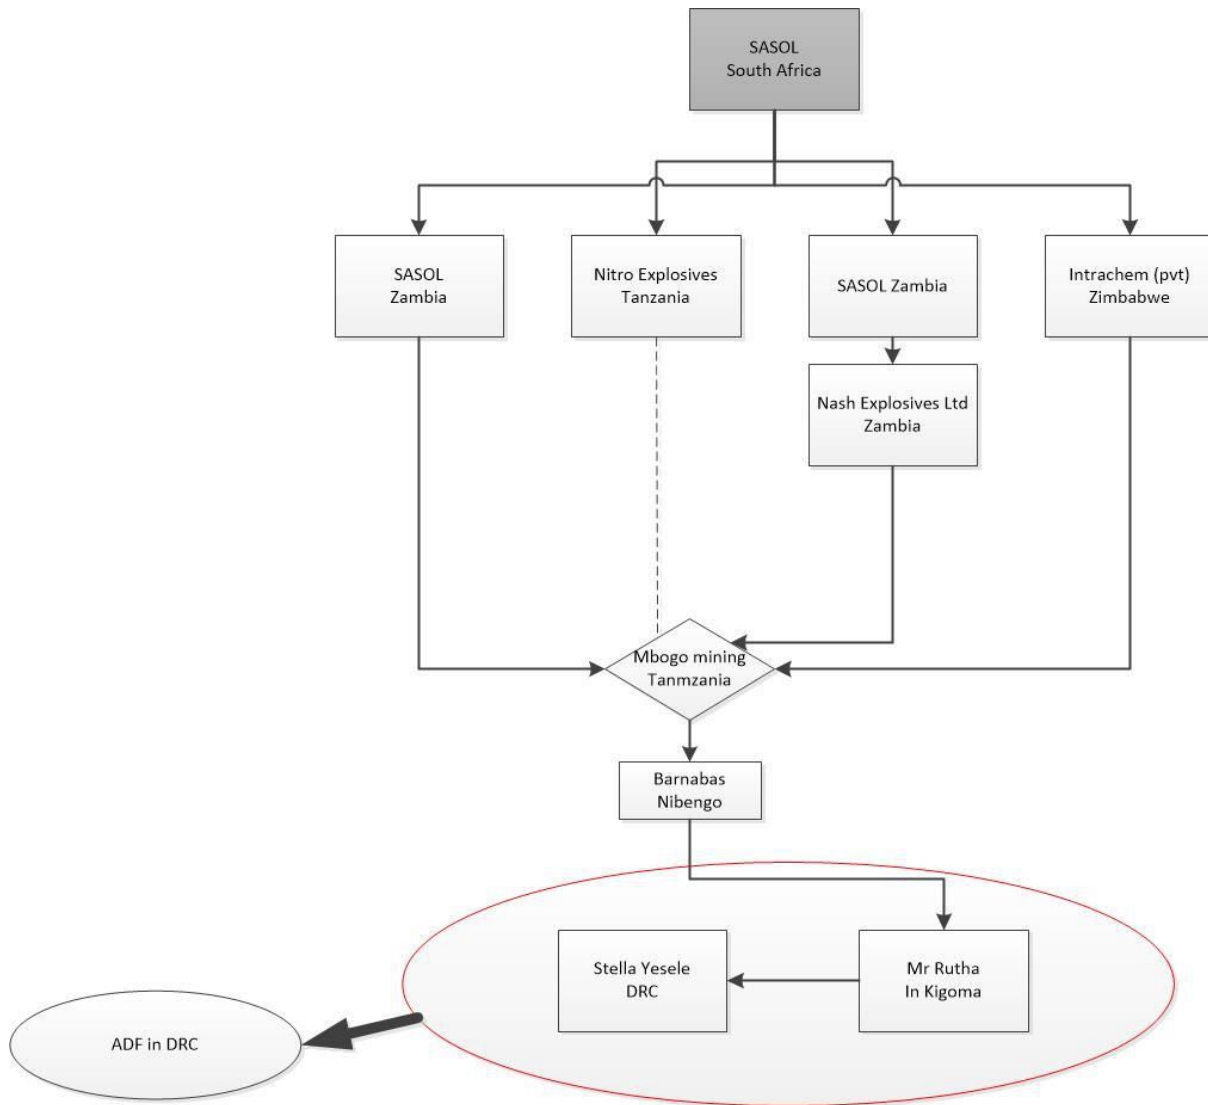 SASOL
South Africa
SASOL
Zambia
Nitro Explosives
Tanzania
SASOL Zambia
Intrachem (pvt)
Zimbabwe
Nash Explosives Ltd
Zambia
Mbogo mining
Tanmzania
Barnabas
Nibengo
Stella Yesele
DRC
Mr Rutha
In Kigoma
ADF in DRC